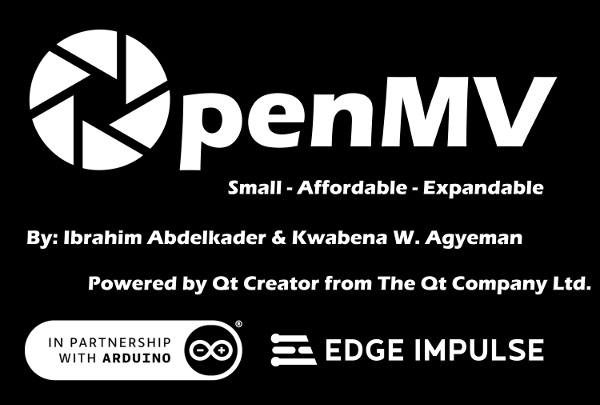 OpenMV
Small - Affordable - Expandable
By: Ibrahim Abdelkader & Kwabena W. Agyeman
Powered by Qt Creator from The Qt Company Ltd.
IN PARTNERSHIP
WITH ARDUINO
®
EDGE IMPULSE